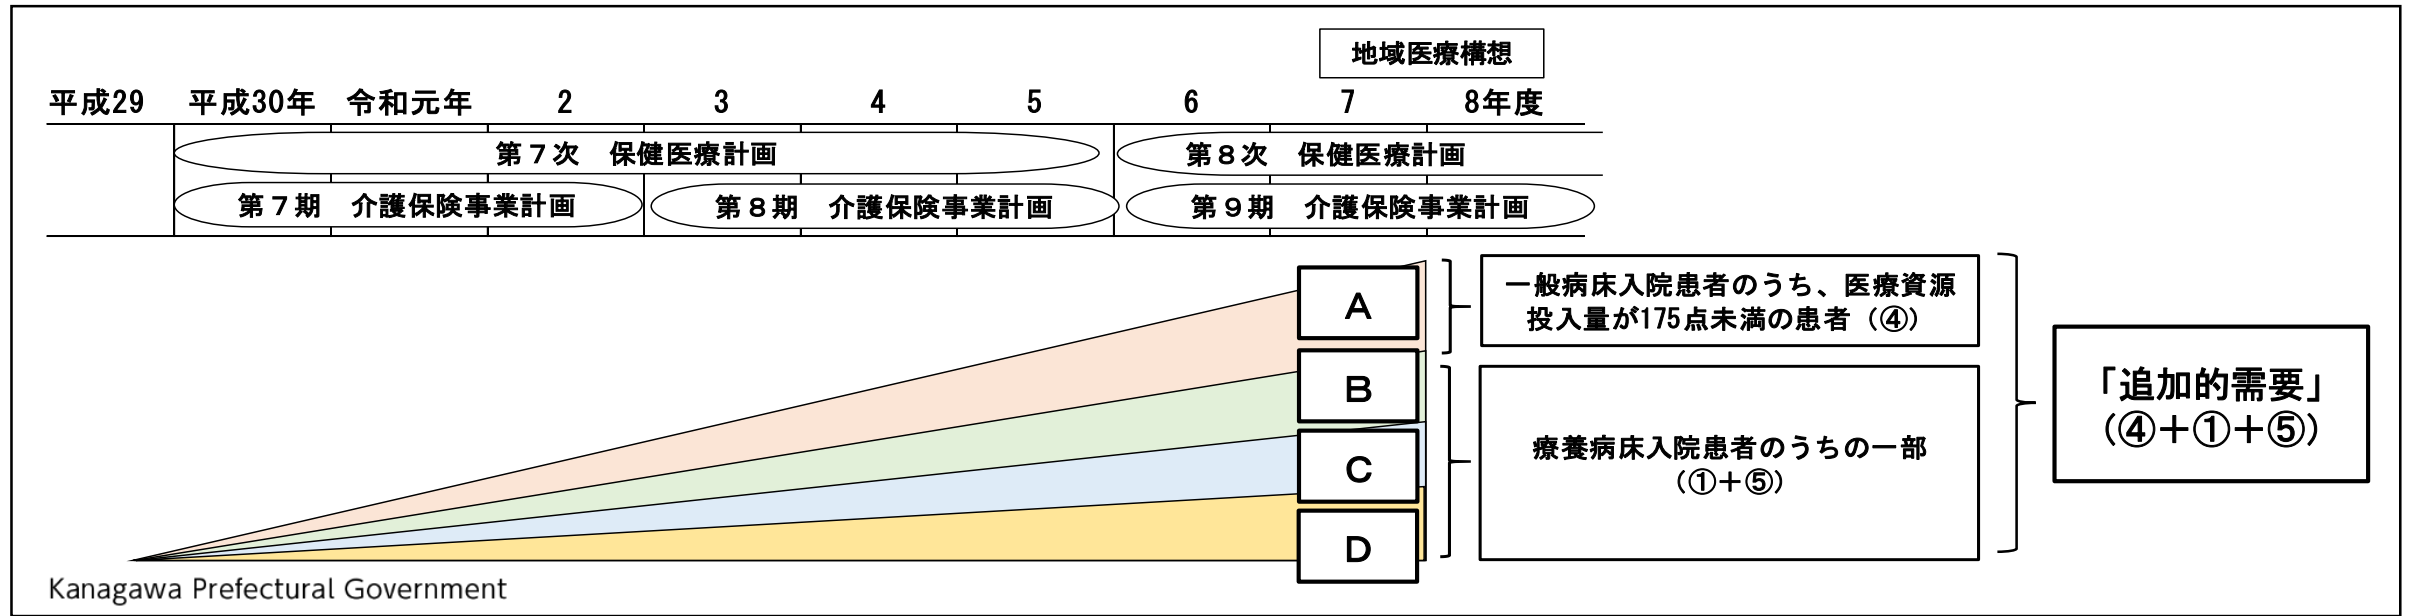 地域医療構想
平成29 平成30年 令和元年 2 3 4 5 6 7 8年度
第７次 保健医療計画 第８次 保健医療計画
第７期 介護保険事業計画 第８期 介護保険事業計画 第９期 介護保険事業計画
A
一般病床入院患者のうち、医療資源
投入量が175点未満の患者（④）
B
C
D
療養病床入院患者のうちの一部
（①＋⑤）
「追加的需要」
（④＋①＋⑤）
Kanagawa Prefectural Government